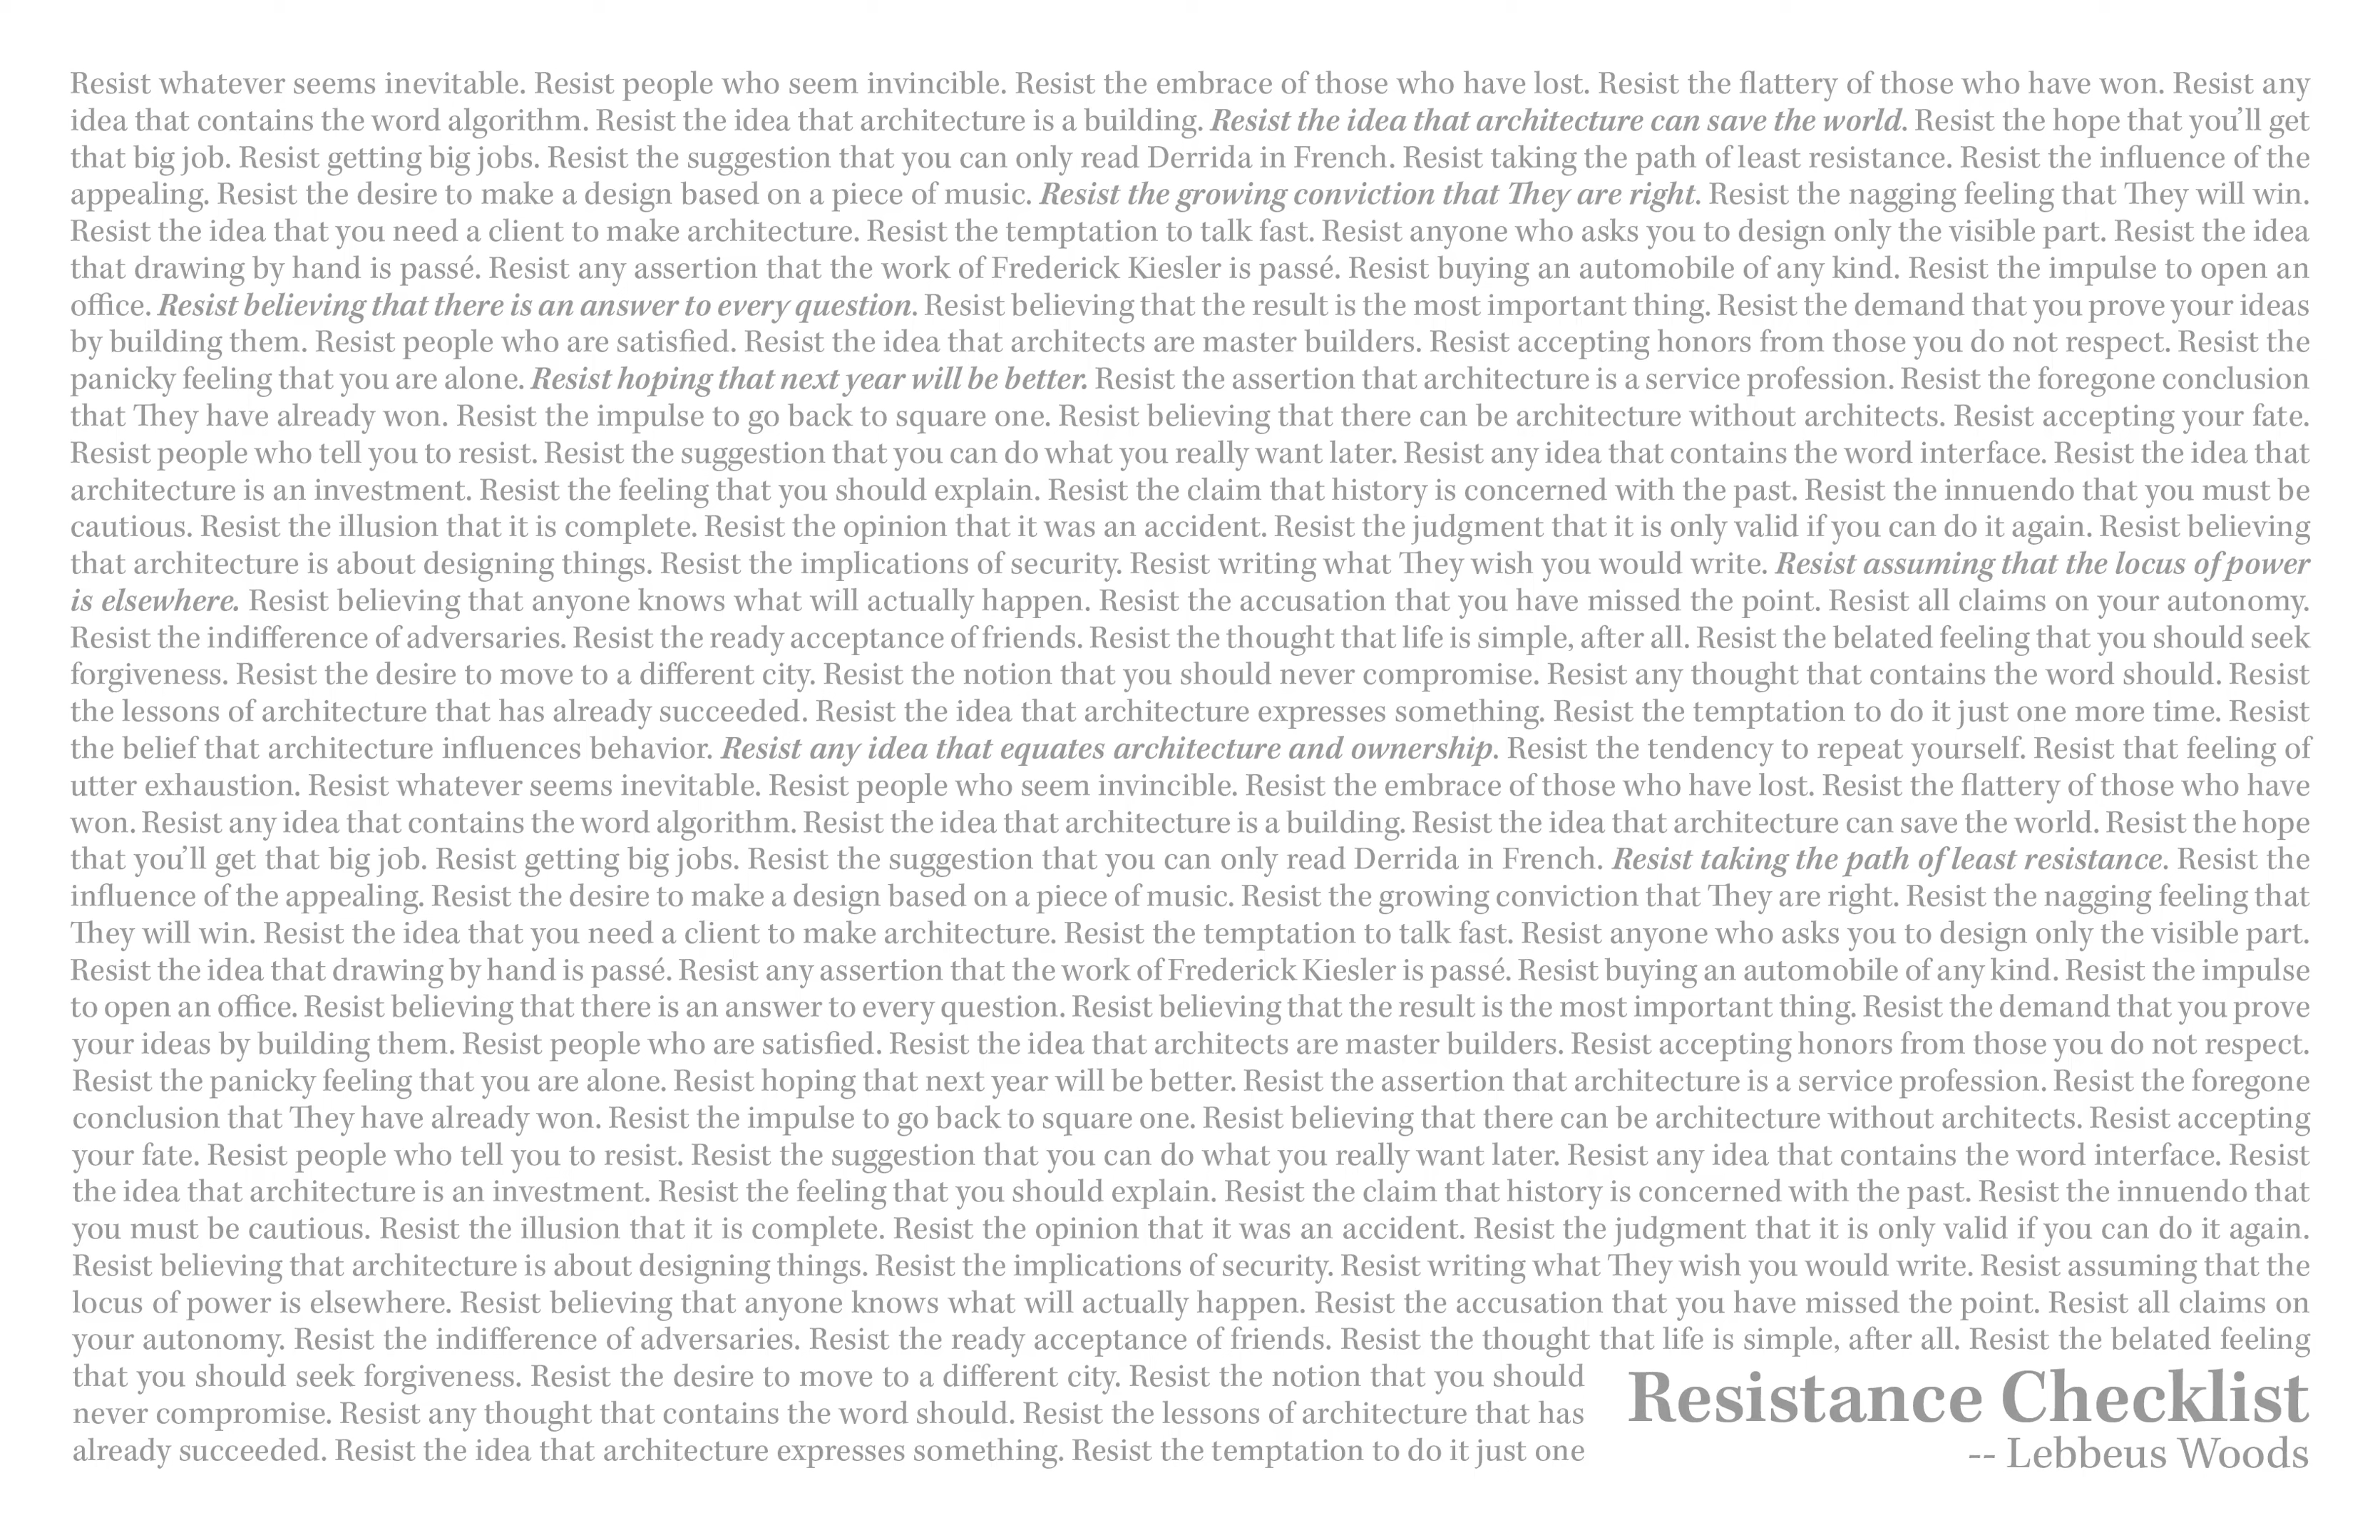 Resist whatever seems inevitable. Resist people who seem invincible. Resist the embrace of those who have lost. Resist the flattery of those who have won. Resist any
idea that contains the word algorithm. Resist the idea that architecture is a building. Resist the idea that architecture can save the world. Resist the hope that you’ll get
that big job. Resist getting big jobs. Resist the suggestion that you can only read Derrida in French. Resist taking the path of least resistance. Resist the influence of the
appealing. Resist the desire to make a design based on a piece of music. Resist the growing conviction that They are right. Resist the nagging feeling that They will win.
Resist the idea that you need a client to make architecture. Resist the temptation to talk fast. Resist anyone who asks you to design only the visible part. Resist the idea
that drawing by hand is passé. Resist any assertion that the work of Frederick Kiesler is passé. Resist buying an automobile of any kind. Resist the impulse to open an
office. Resist believing that there is an answer to every question. Resist believing that the result is the most important thing. Resist the demand that you prove your ideas
by building them. Resist people who are satisfied. Resist the idea that architects are master builders. Resist accepting honors from those you do not respect. Resist the
panicky feeling that you are alone. Resist hoping that next year will be better. Resist the assertion that architecture is a service profession. Resist the foregone conclusion
that They have already won. Resist the impulse to go back to square one. Resist believing that there can be architecture without architects. Resist accepting your fate.
Resist people who tell you to resist. Resist the suggestion that you can do what you really want later. Resist any idea that contains the word interface. Resist the idea that
architecture is an investment. Resist the feeling that you should explain. Resist the claim that history is concerned with the past. Resist the innuendo that you must be
cautious. Resist the illusion that it is complete. Resist the opinion that it was an accident. Resist the judgment that it is only valid if you can do it again. Resist believing
that architecture is about designing things. Resist the implications of security. Resist writing what They wish you would write. Resist assuming that the locus of power
is elsewhere. Resist believing that anyone knows what will actually happen. Resist the accusation that you have missed the point. Resist all claims on your autonomy.
Resist the indifference of adversaries. Resist the ready acceptance of friends. Resist the thought that life is simple, after all. Resist the belated feeling that you should seek
forgiveness. Resist the desire to move to a different city. Resist the notion that you should never compromise. Resist any thought that contains the word should. Resist
the lessons of architecture that has already succeeded. Resist the idea that architecture expresses something. Resist the temptation to do it just one more time. Resist
the belief that architecture influences behavior. Resist any idea that equates architecture and ownership. Resist the tendency to repeat yourself. Resist that feeling of
utter exhaustion. Resist whatever seems inevitable. Resist people who seem invincible. Resist the embrace of those who have lost. Resist the flattery of those who have
won. Resist any idea that contains the word algorithm. Resist the idea that architecture is a building. Resist the idea that architecture can save the world. Resist the hope
that you’ll get that big job. Resist getting big jobs. Resist the suggestion that you can only read Derrida in French. Resist taking the path of least resistance. Resist the
influence of the appealing. Resist the desire to make a design based on a piece of music. Resist the growing conviction that They are right. Resist the nagging feeling that
They will win. Resist the idea that you need a client to make architecture. Resist the temptation to talk fast. Resist anyone who asks you to design only the visible part.
Resist the idea that drawing by hand is passé. Resist any assertion that the work of Frederick Kiesler is passé. Resist buying an automobile of any kind. Resist the impulse
to open an office. Resist believing that there is an answer to every question. Resist believing that the result is the most important thing. Resist the demand that you prove
your ideas by building them. Resist people who are satisfied. Resist the idea that architects are master builders. Resist accepting honors from those you do not respect.
Resist the panicky feeling that you are alone. Resist hoping that next year will be better. Resist the assertion that architecture is a service profession. Resist the foregone
conclusion that They have already won. Resist the impulse to go back to square one. Resist believing that there can be architecture without architects. Resist accepting
your fate. Resist people who tell you to resist. Resist the suggestion that you can do what you really want later. Resist any idea that contains the word interface. Resist
the idea that architecture is an investment. Resist the feeling that you should explain. Resist the claim that history is concerned with the past. Resist the innuendo that
you must be cautious. Resist the illusion that it is complete. Resist the opinion that it was an accident. Resist the judgment that it is only valid if you can do it again.
Resist believing that architecture is about designing things. Resist the implications of security. Resist writing what They wish you would write. Resist assuming that the
locus of power is elsewhere. Resist believing that anyone knows what will actually happen. Resist the accusation that you have missed the point. Resist all claims on
your autonomy. Resist the indifference of adversaries. Resist the ready acceptance of friends. Resist the thought that life is simple, after all. Resist the belated feeling
that you should seek forgiveness. Resist the desire to move to a different city. Resist the notion that you should
never compromise. Resist any thought that contains the word should. Resist the lessons of architecture that has
already succeeded. Resist the idea that architecture expresses something. Resist the temptation to do it just one
Resistance Checklist
-- Lebbeus Woods